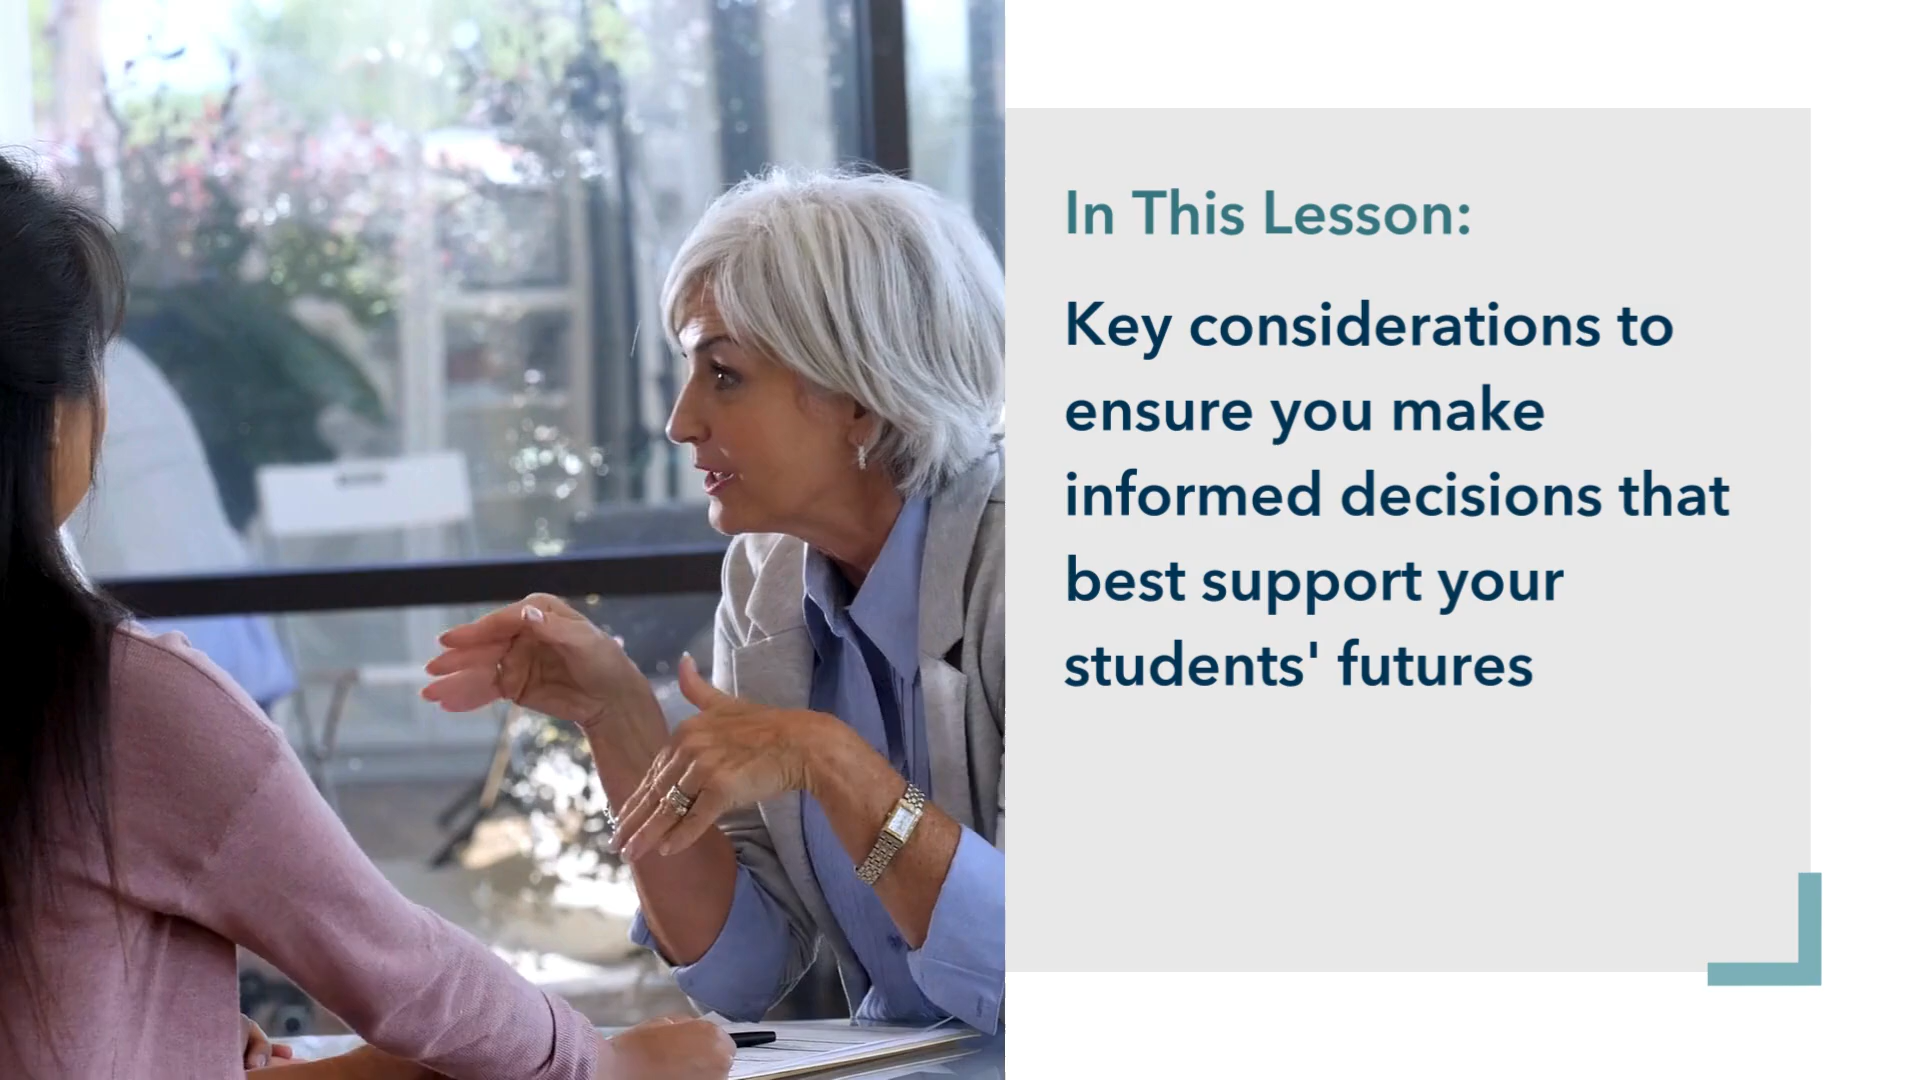 In This Lesson:
Key considerations to
ensure you make
informed decisions that
best support your
students' futures